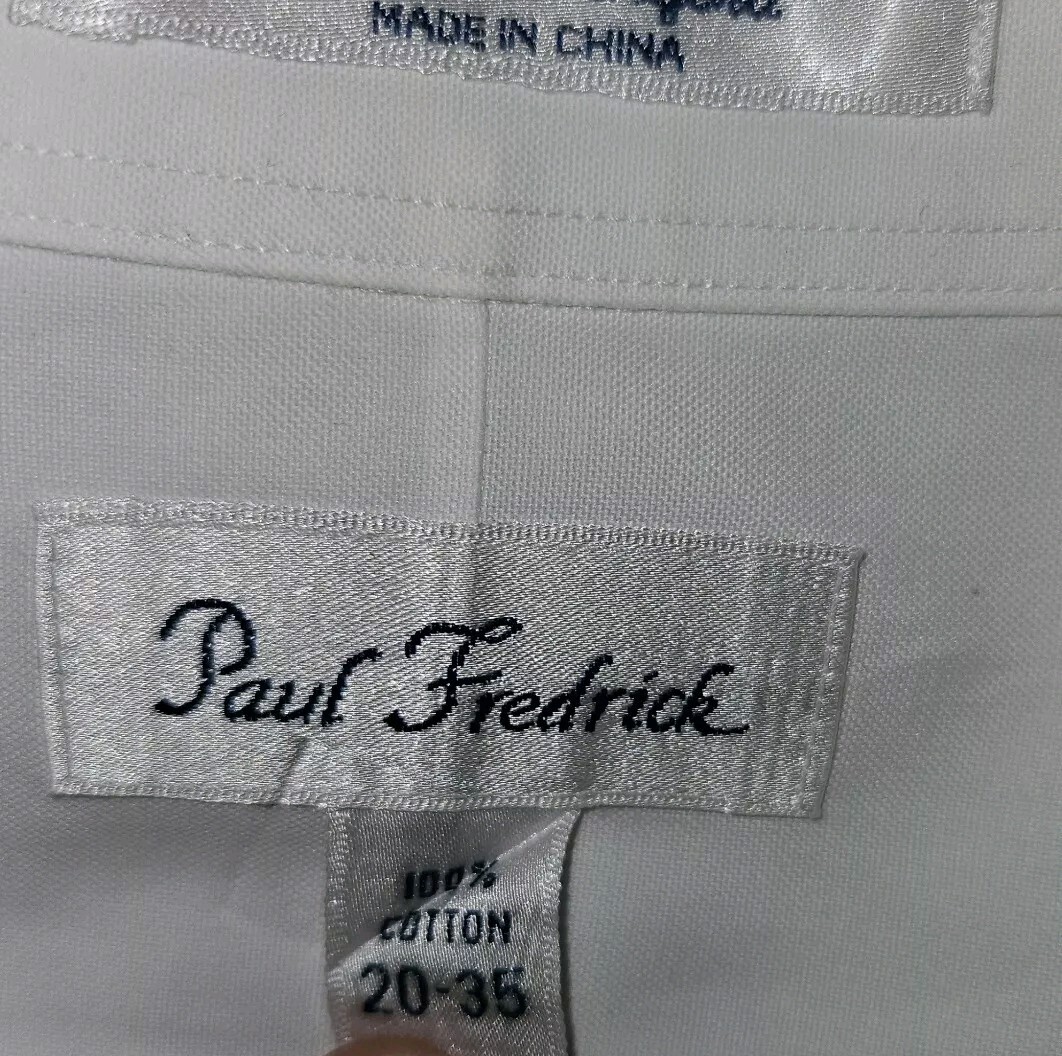 MADE IN CHINA
Paul Fredrick
100%
COTTON
20-35